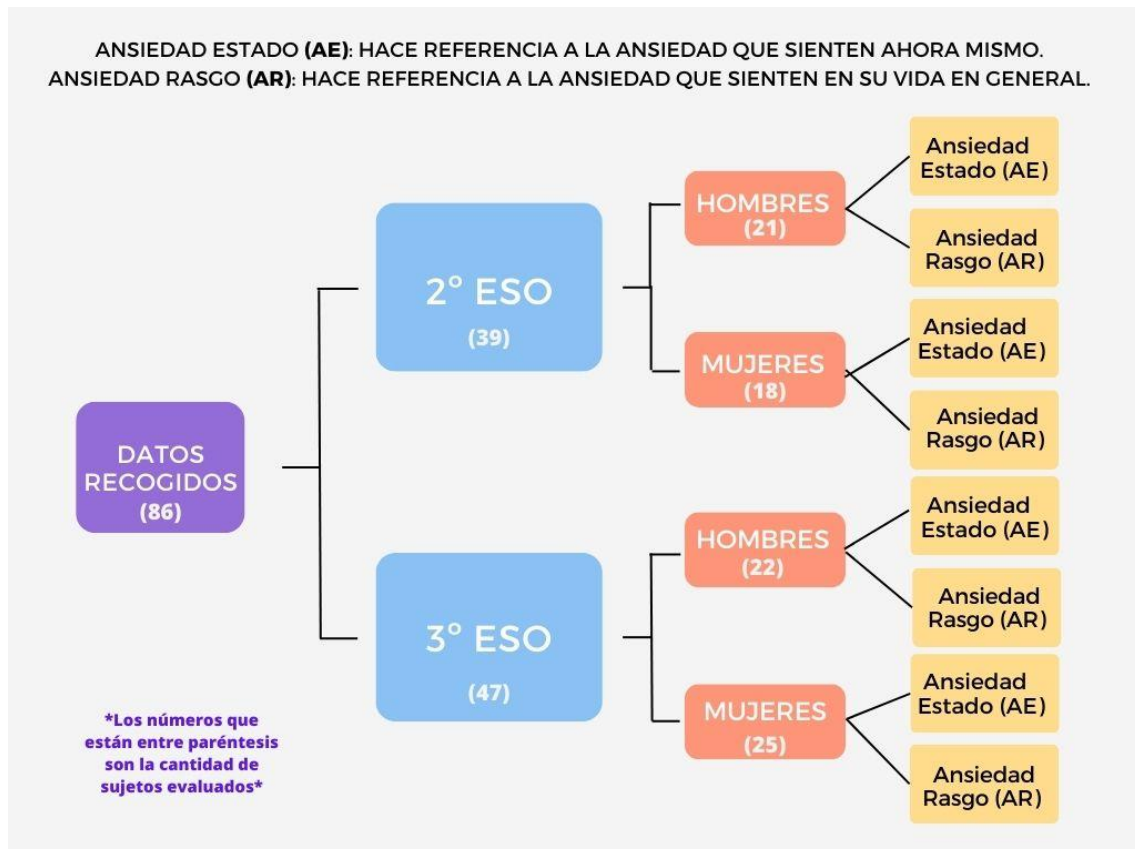 ANSIEDAD ESTADO (AE): HACE REFERENCIA A LA ANSIEDAD QUE SIENTEN AHORA MISMO.
ANSIEDAD RASGO (AR): HACE REFERENCIA A LA ANSIEDAD QUE SIENTEN EN SU VIDA EN GENERAL.
DATOS
RECOGIDOS
(86)
2º ESO
(39)
HOMBRES
(21)
Ansiedad
Estado (AE)
Ansiedad
Rasgo (AR)
MUJERES
(18)
Ansiedad
Estado (AE)
Ansiedad
Rasgo (AR)
3º ESO
(47)
HOMBRES
(22)
Ansiedad
Estado (AE)
Ansiedad
Rasgo (AR)
MUJERES
(25)
Ansiedad
Estado (AE)
Ansiedad
Rasgo (AR)
*Los números que
están entre paréntesis
son la cantidad de
sujetos evaluados*